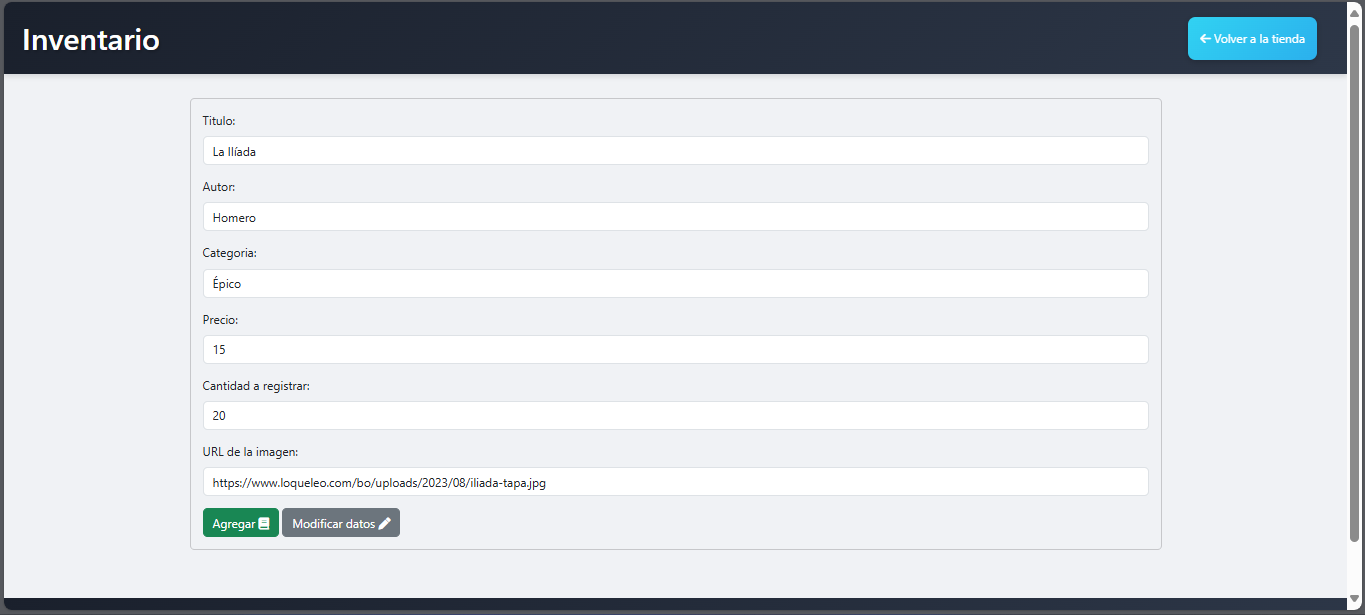 Inventario
Volver a la tienda
Titulo:
La Ilíada
Autor:
Homero
Categoria:
Épico
Precio:
15
Cantidad a registrar:
20
URL de la imagen:
https://www.loqueleo.com/bo/uploads/2023/08/iliada-tapa.jpg
Agregar Modificar datos